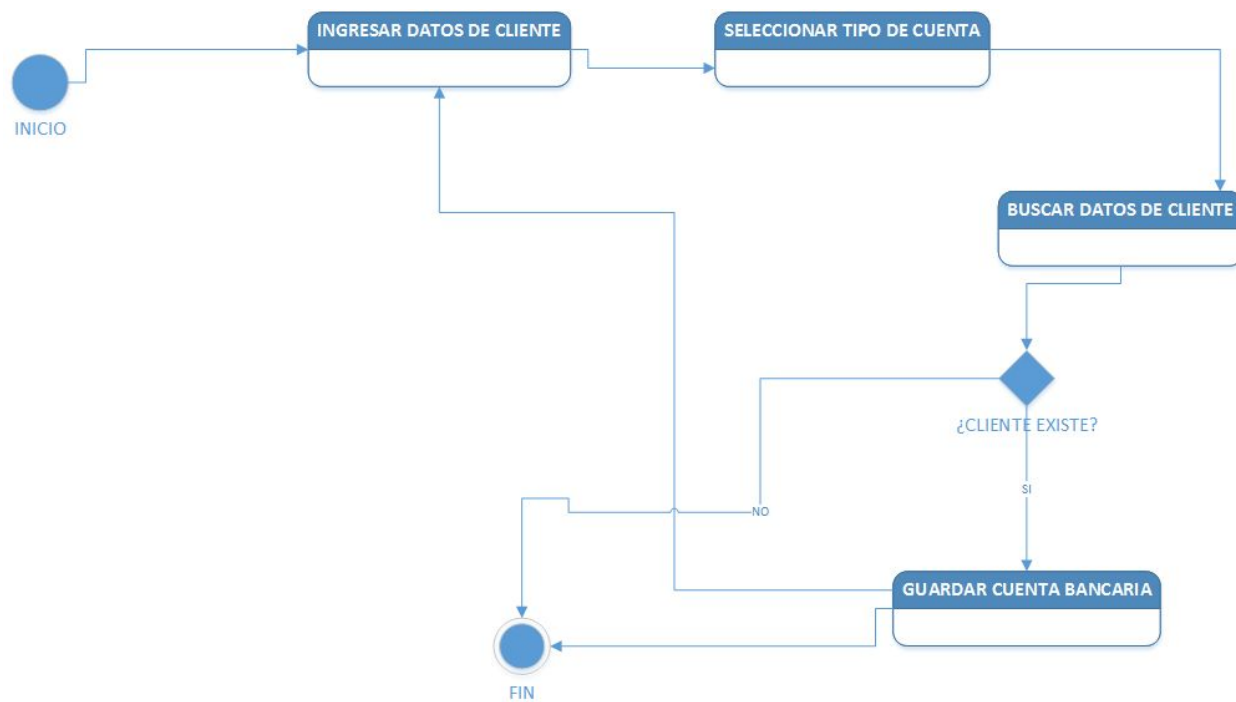 INGRESAR DATOS DE CLIENTE
SELECCIONAR TIPO DE CUENTA
INICIO
BUSCAR DATOS DE CLIENTE
¿CLIENTE EXISTE?
SI
NO
GUARDAR CUENTA BANCARIA
FIN